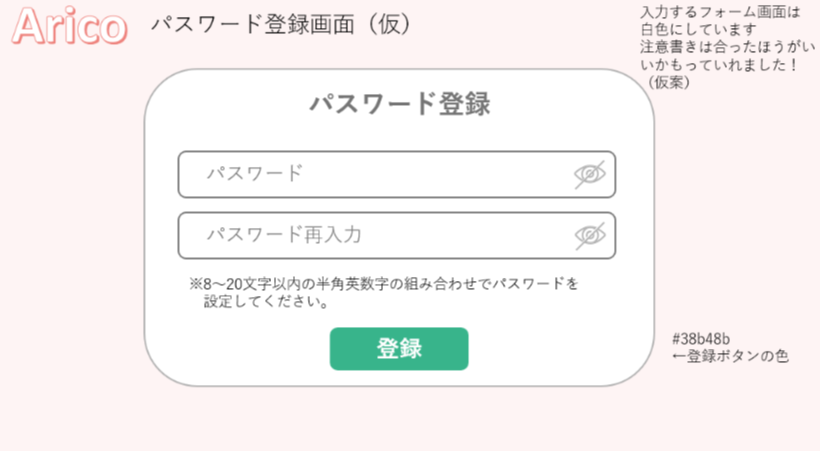 Arico
パスワード登録画面（仮）
入力するフォーム画面は
白色にしています
注意書きは合ったほうがい
いかもっていれました！
（仮案）
パスワード登録
パスワード
パスワード再入力
※8～20文字以内の半角英数字の組み合わせでパスワードを
設定してください。
登録
#38b48b
←登録ボタンの色